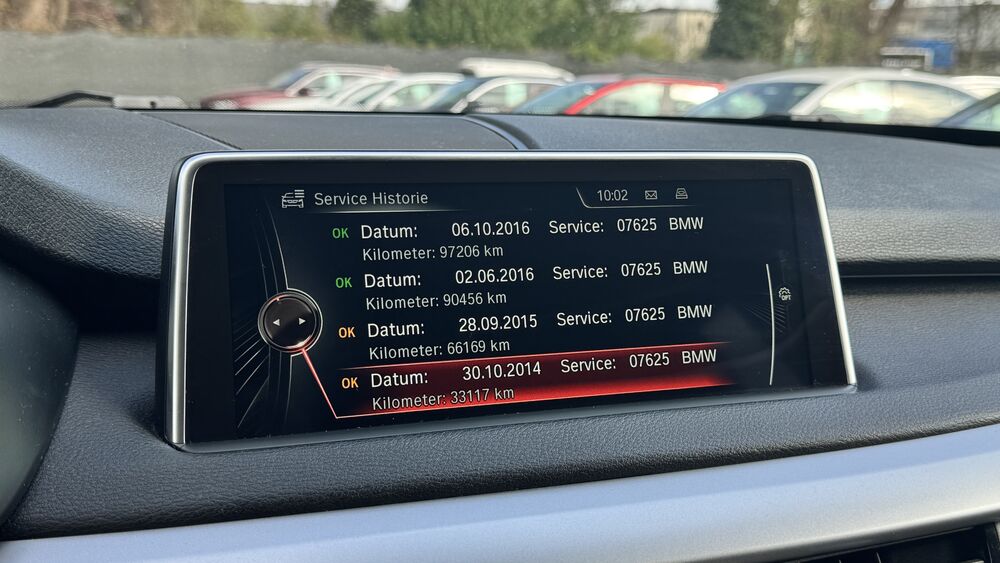 Service Historie 10:02
OK Datum: 06.10.2016 Service: 07625 BMW
Kilometer: 97206 km
OK Datum: 02.06.2016 Service: 07625 BMW
Kilometer: 90456 km
OPT
OK Datum: 28.09.2015 Service: 07625 BMW
Kilometer: 66169 km
OK Datum: 30.10.2014 Service: 07625 BMW
Kilometer: 33117 km